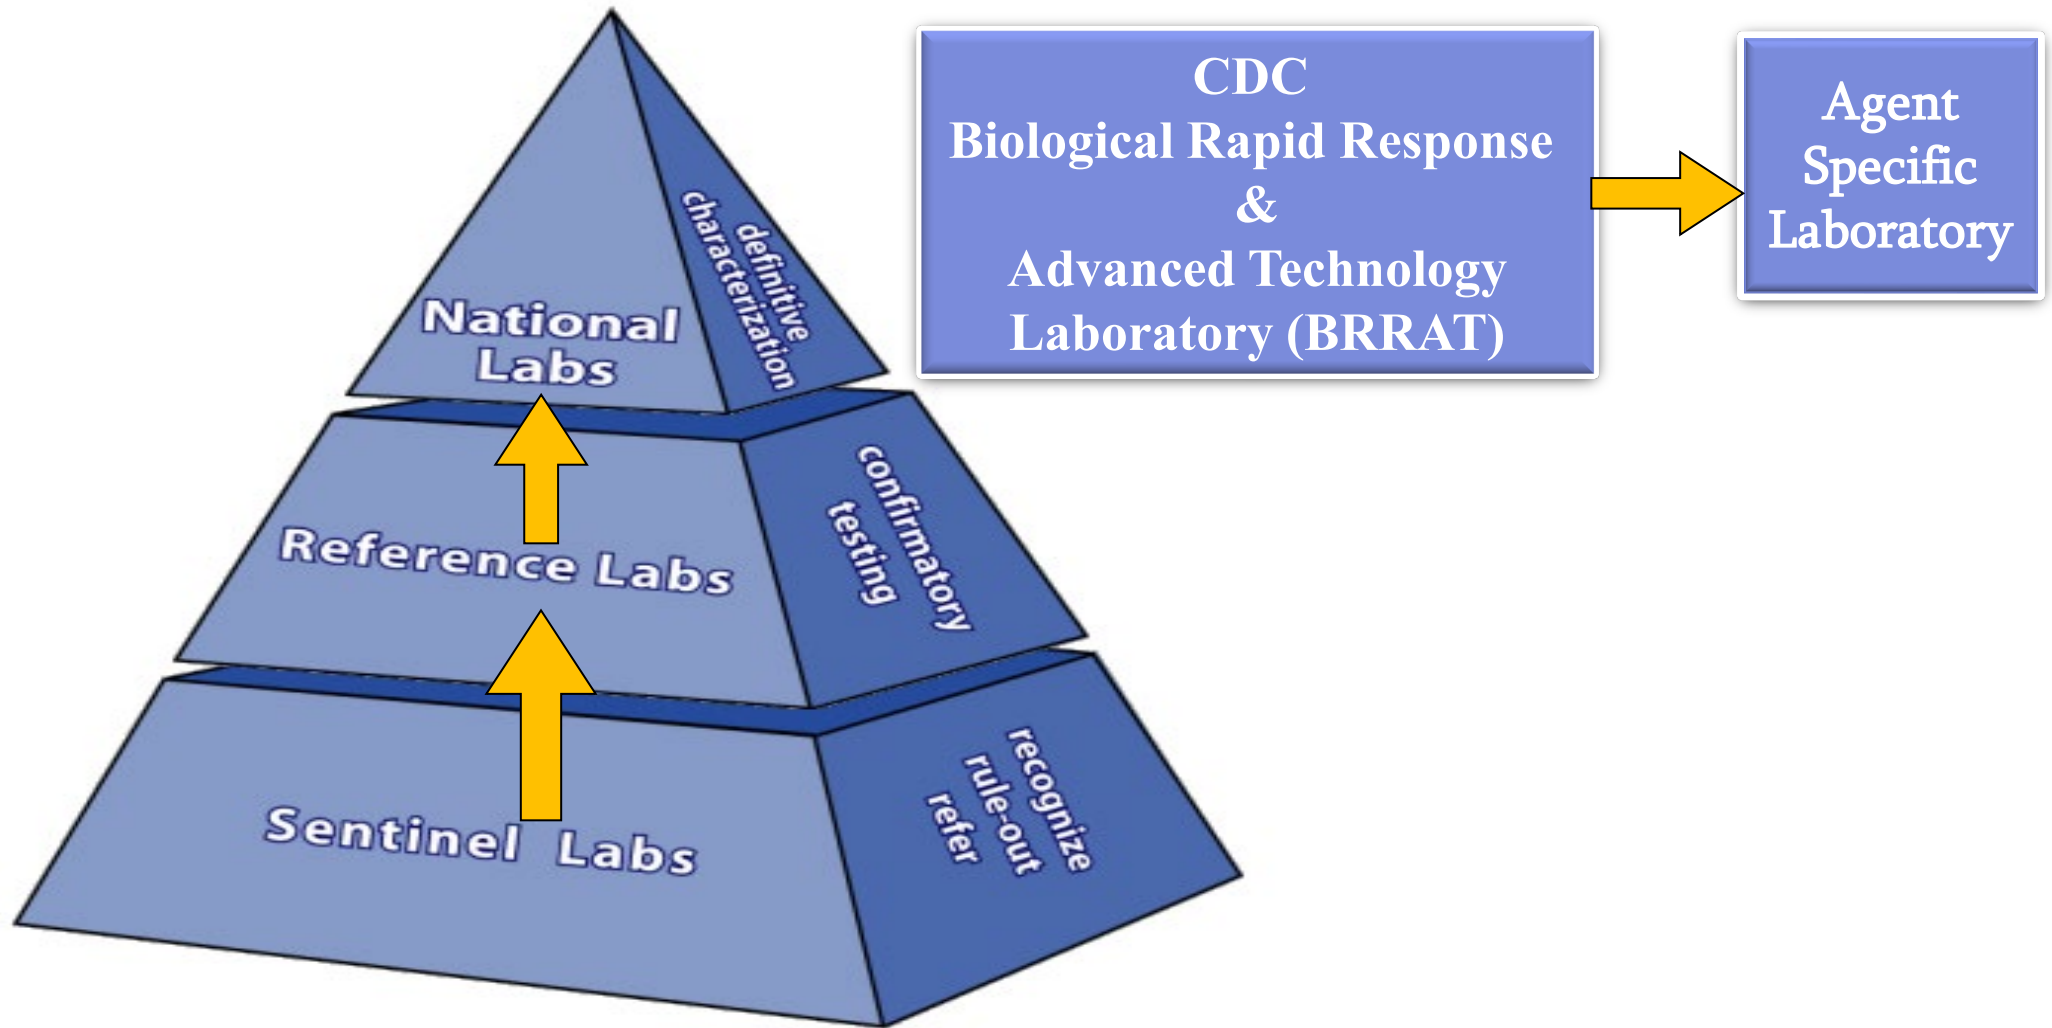 National
Labs
definitive
characterization
Reference Labs
confirmatory
testing
Sentinel Labs
recognize
rule-out
refer
CDC
Biological Rapid Response
&
Advanced Technology
Laboratory (BRRAT)
Agent
Specific
Laboratory